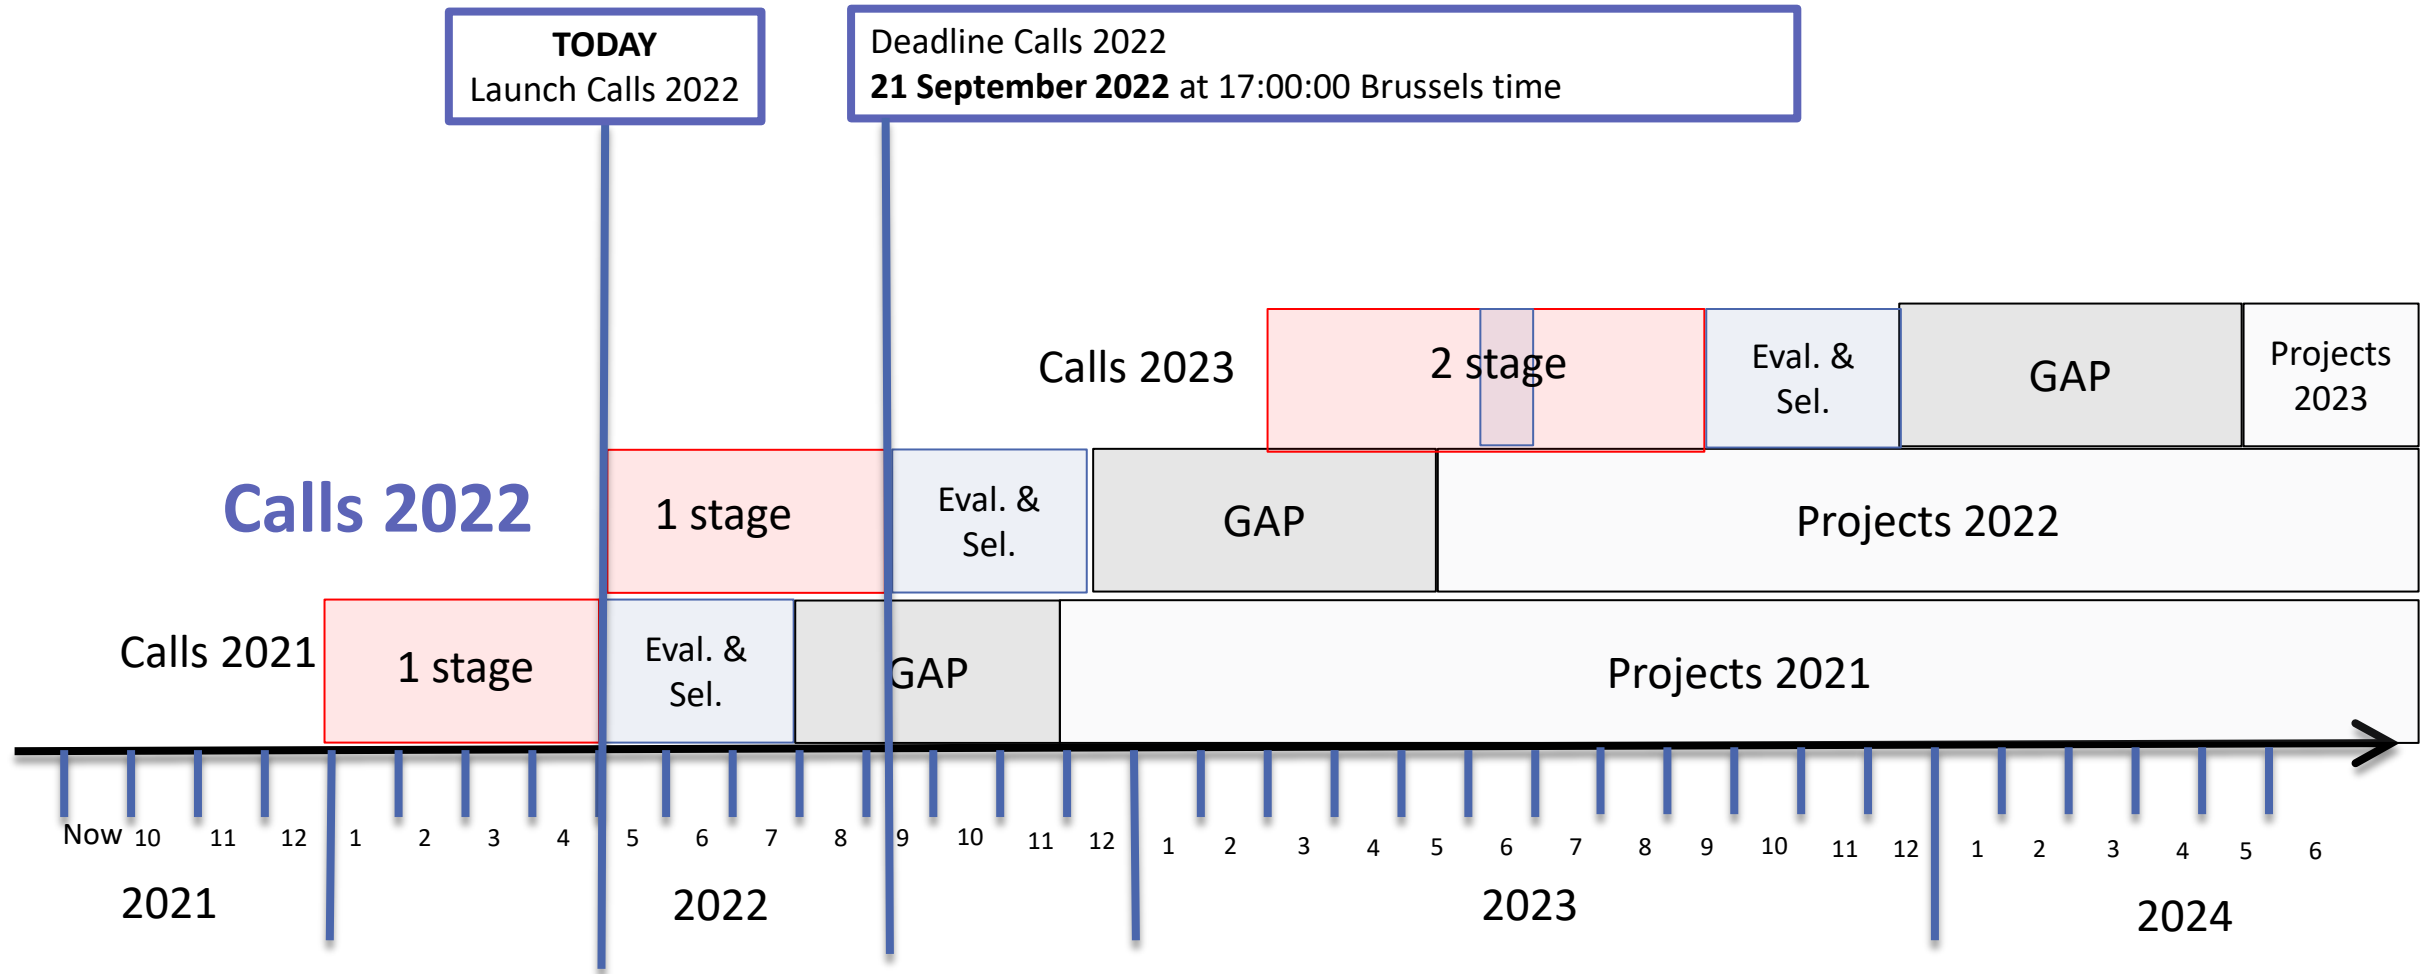 TODAY
Launch Calls 2022
Deadline Calls 2022
21 September 2022 at 17:00:00 Brussels time
Calls 2023
2 stage
Eval. &
Sel.
GAP
Projects
2023
Calls 2022
1 stage
Eval. &
Sel.
GAP
Projects 2022
Calls 2021
1 stage
Eval. &
Sel.
GAP
Projects 2021
Now 10 11 12 1 2 3 4 5 6 7 8 9 10 11 12 1 2 3 4 5 6 7 8 9 10 11 12 1 2 3 4 5 6
2021 2022 2023 2024